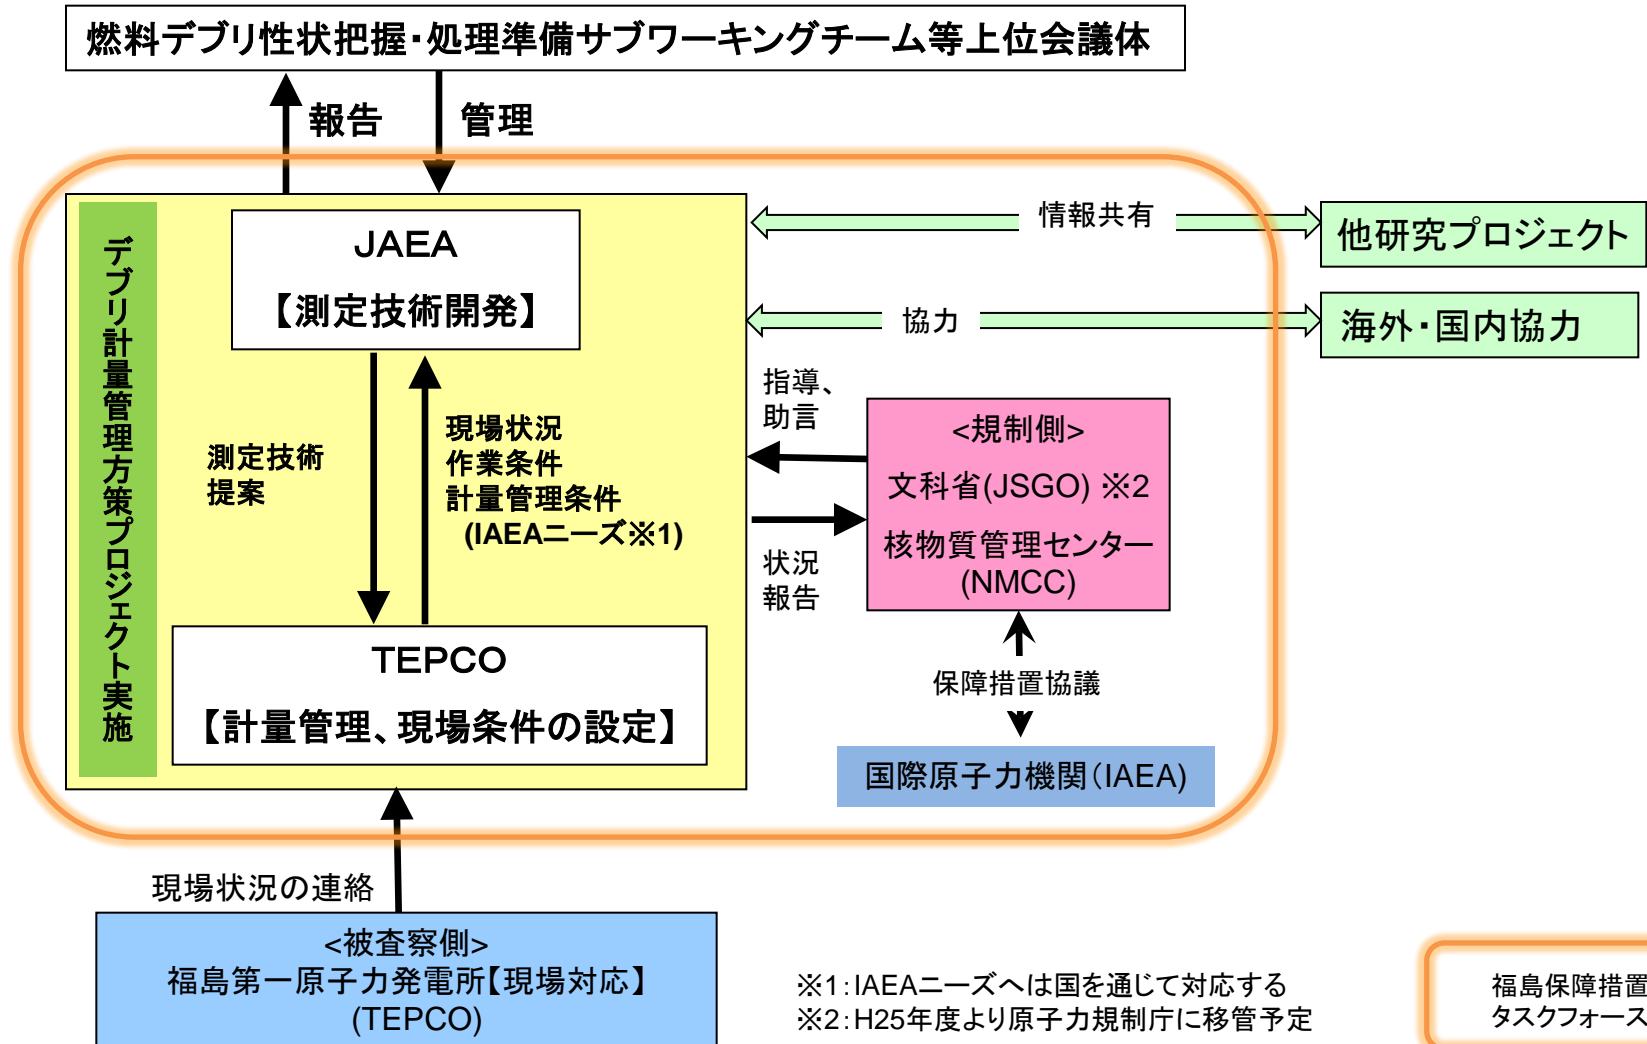 燃料デブリ性状把握・処理準備サブワーキングチーム等上位会議体
報告
管理
デブリ計量管理方策プロジェクト実施
JAEA
【測定技術開発】
測定技術
提案
現場状況
作業条件
計量管理条件
(IAEAニーズ※1)
TEPCO
【計量管理、現場条件の設定】
情報共有
他研究プロジェクト
協力
海外・国内協力
指導、
助言
状況
報告
<規制側>
文科省(JSGO) ※2
核物質管理センター
(NMCC)
保障措置協議
国際原子力機関(IAEA)
現場状況の連絡
<被査察側>
福島第一原子力発電所【現場対応】
(TEPCO)
※1:IAEAニーズへは国を通じて対応する
※2:H25年度より原子力規制庁に移管予定
福島保障措置
タスクフォース